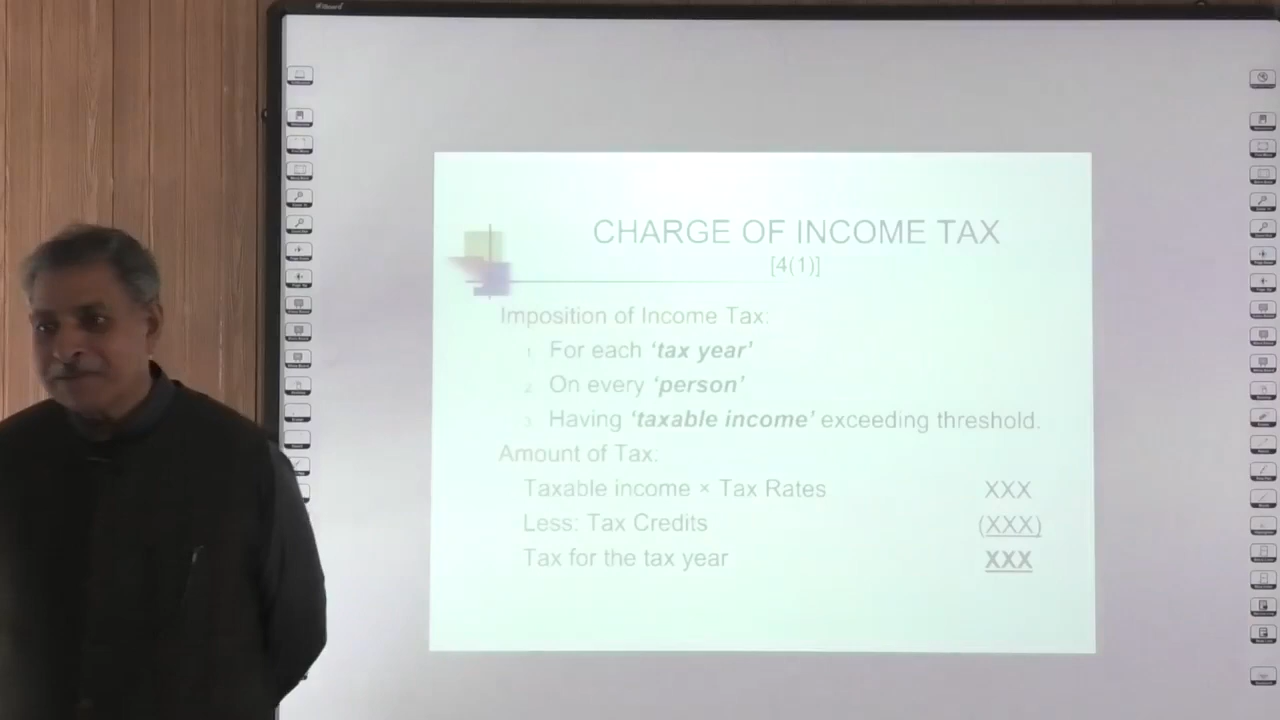 CHARGE OF INCOME TAX
[4(1)]
Imposition of Income Tax:
1. For each ‘tax year’
2. On every ‘person’
3. Having ‘taxable income’ exceeding threshold.
Amount of Tax:
Taxable income × Tax Rates XXX
Less: Tax Credits (XXX)
Tax for the tax year XXX